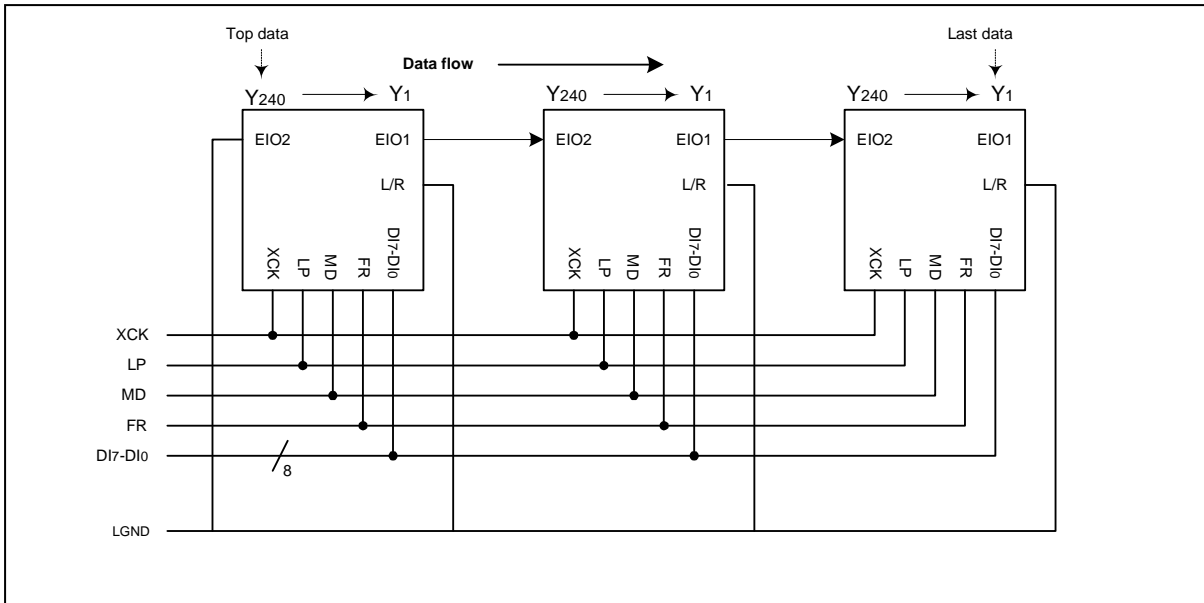 Top data
Last data
Data flow
Y240 Y1
Y240 Y1
Y240 Y1
EIO2 EIO1
EIO2 EIO1
EIO2 EIO1
L/R
L/R
L/R
XCK LP MD FR DI7-DI0
XCK LP MD FR DI7-DI0
XCK LP MD FR DI7-DI0
XCK
LP
MD
FR
DI7-DI0
8
LGND